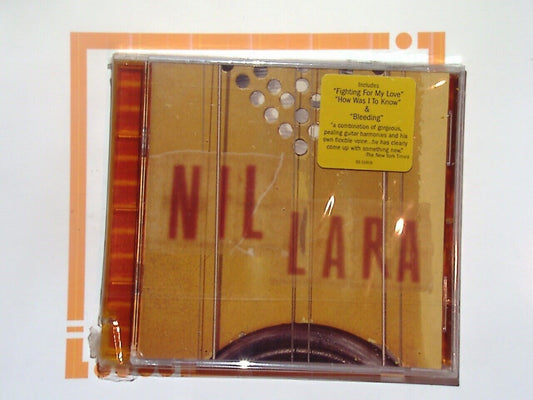 NIL
LARA
Includes
"Fighting For My Love"
"How Was I To Know"
&
"Bleeding"
"a combination of gorgeous,
pealing guitar harmonies and his
own flexible voice...he has clearly
come up with something new."
The New York Times